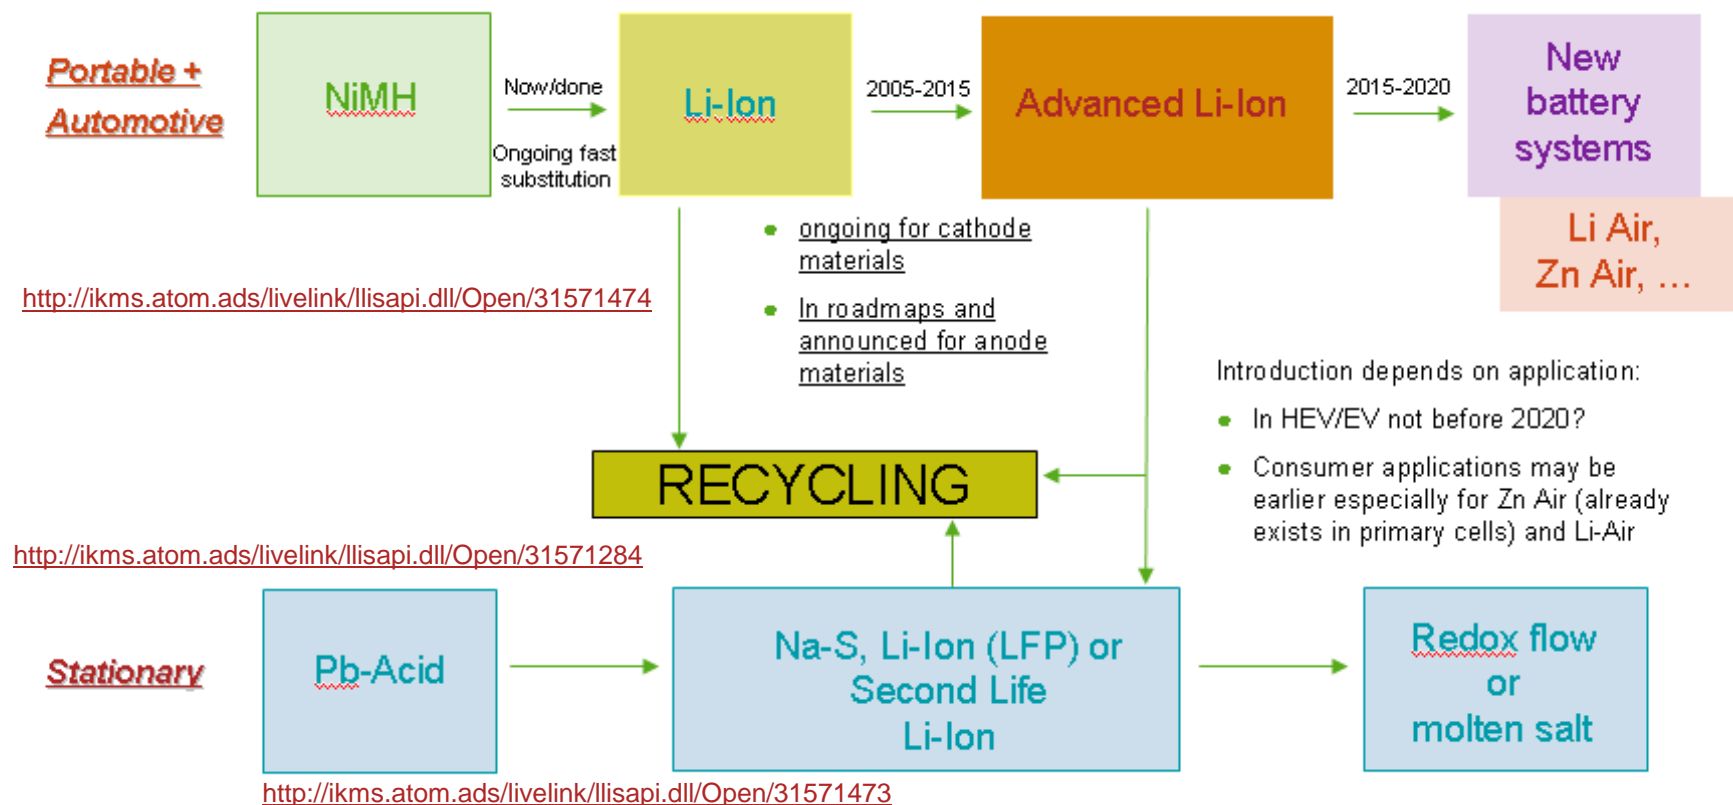 Portable +
Automotive
NiMH
Now/done
Ongoing fast
substitution
Li-Ion
2005-2015
Advanced Li-Ion
2015-2020
New
battery
systems
Li Air,
Zn Air, ...
• ongoing for cathode
materials
• In roadmaps and
announced for anode
materials
http://ikms.atom.ads/livelink/llisapi.dll/Open/31571474
Introduction depends on application:
• In HEV/EV not before 2020?
• Consumer applications may be
earlier especially for Zn Air (already
exists in primary cells) and Li-Air
RECYCLING
http://ikms.atom.ads/livelink/llisapi.dll/Open/31571284
Stationary
Pb-Acid
Na-S, Li-Ion (LFP) or
Second Life
Li-Ion
Redox flow
or
molten salt
http://ikms.atom.ads/livelink/llisapi.dll/Open/31571473